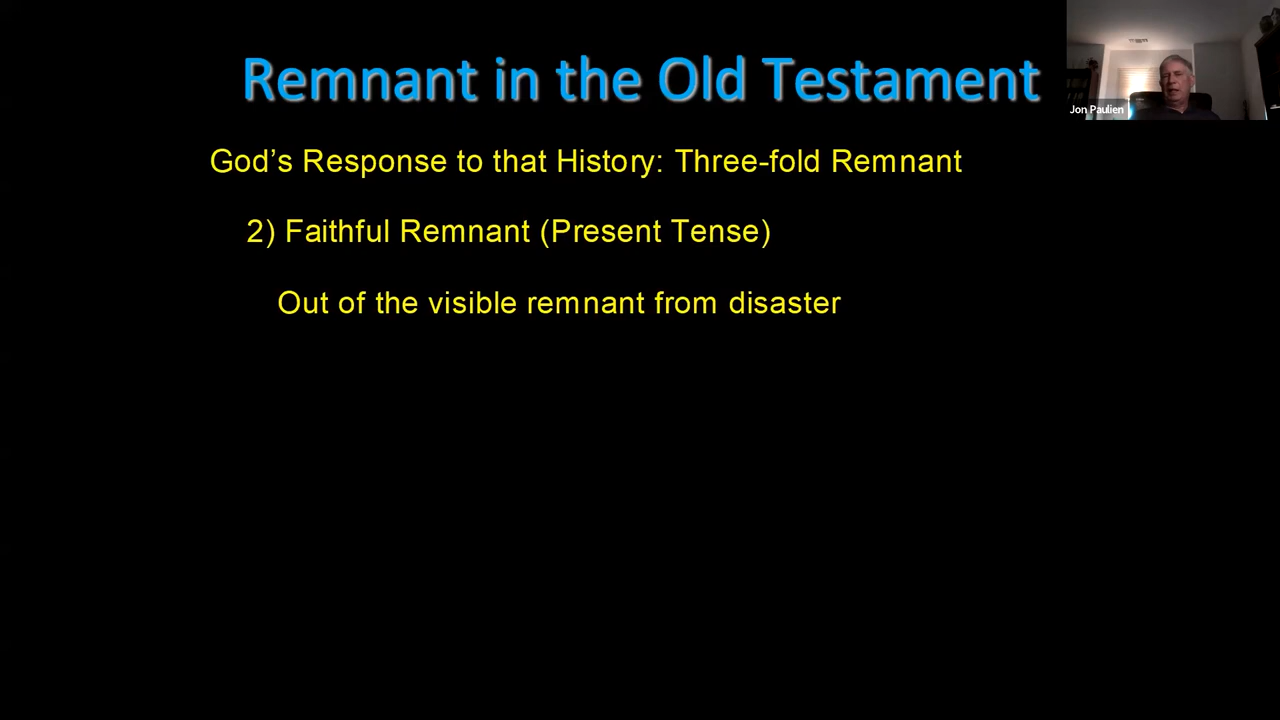 Remnant in the Old Testament
Jon Paulien
God’s Response to that History: Three-fold Remnant
2) Faithful Remnant (Present Tense)
Out of the visible remnant from disaster